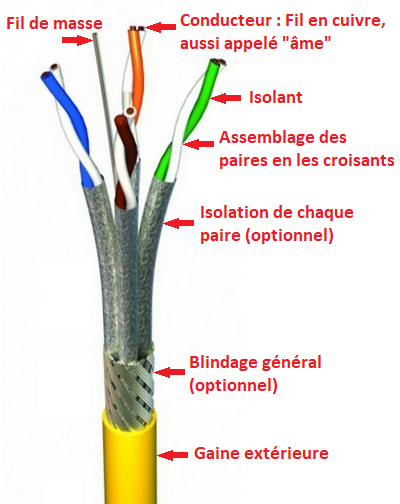 Fil de masse
Conducteur : Fil en cuivre,
aussi appelé "âme"
Isolant
Assemblage des
paires en les croisants
Isolation de chaque
paire (optionnel)
Blindage général
(optionnel)
Gaine extérieure